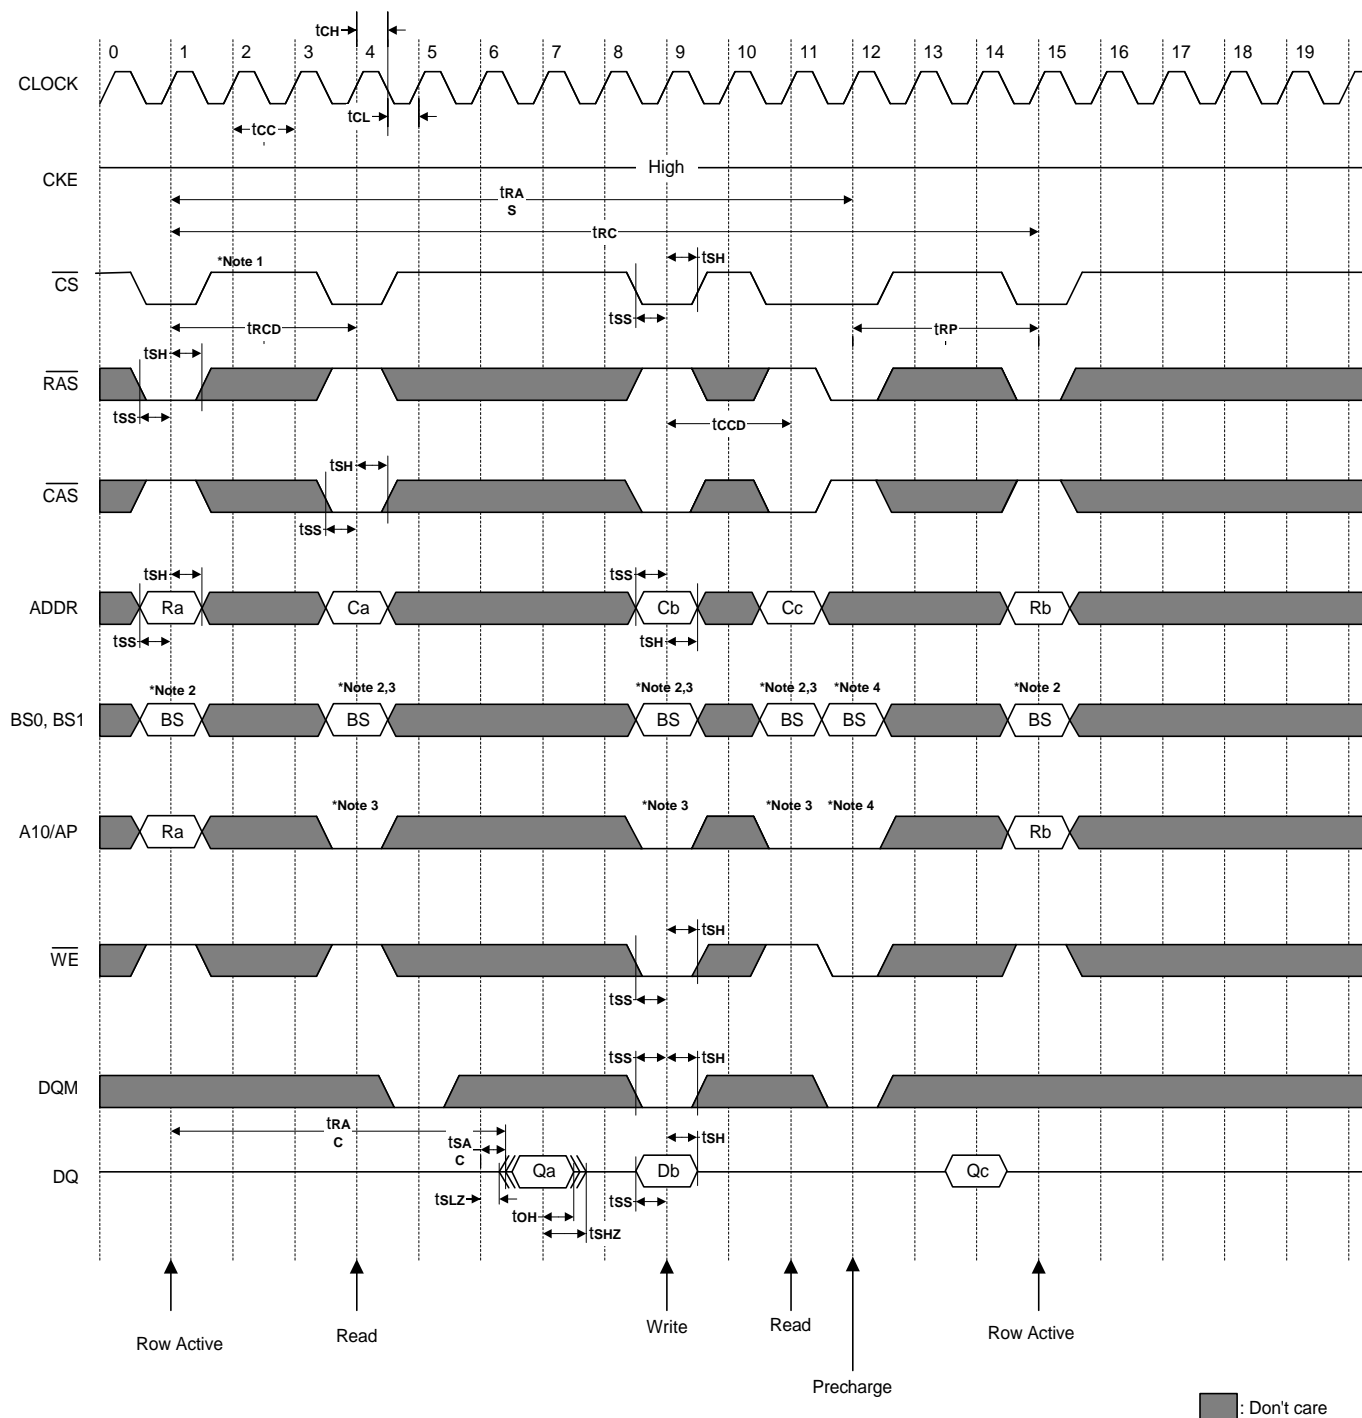 tCH
0 1 2 3 4 5 6 7 8 9 10 11 12 13 14 15 16 17 18 19
CLOCK
tCL
tCC
High
CKE
tRA
S
tRC
*Note 1
tSH
CS
tSS
tRCD
tRP
tSH
RAS
tSS
tCCD
tSH
CAS
tSS
tSH
tSS
ADDR Ra Ca Cb Cc Rb
tSS
tSH
*Note 2 *Note 2,3 *Note 2,3 *Note 2,3 *Note 4 *Note 2
BS0, BS1 BS BS BS BS BS BS
*Note 3 *Note 3 *Note 3 *Note 4
A10/AP Ra Rb
tSH
WE
tSS
tSS tSH
DQM
tRA
C
tSA
C
tSH
DQ Qa Db Qc
tSLZ
tSS
tOH
tSHZ
Row Active Read Write Read Row Active
Precharge
: Don't care